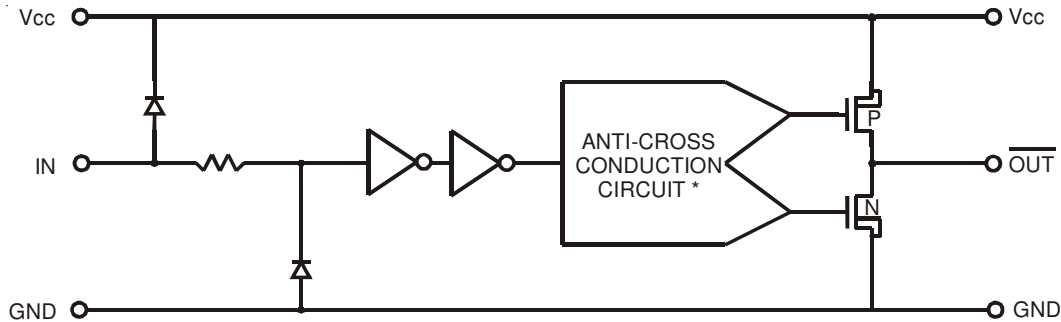 Vcc
Vcc
P
ANTI-CROSS
CONDUCTION
CIRCUIT *
IN
OUT
N
GND
GND